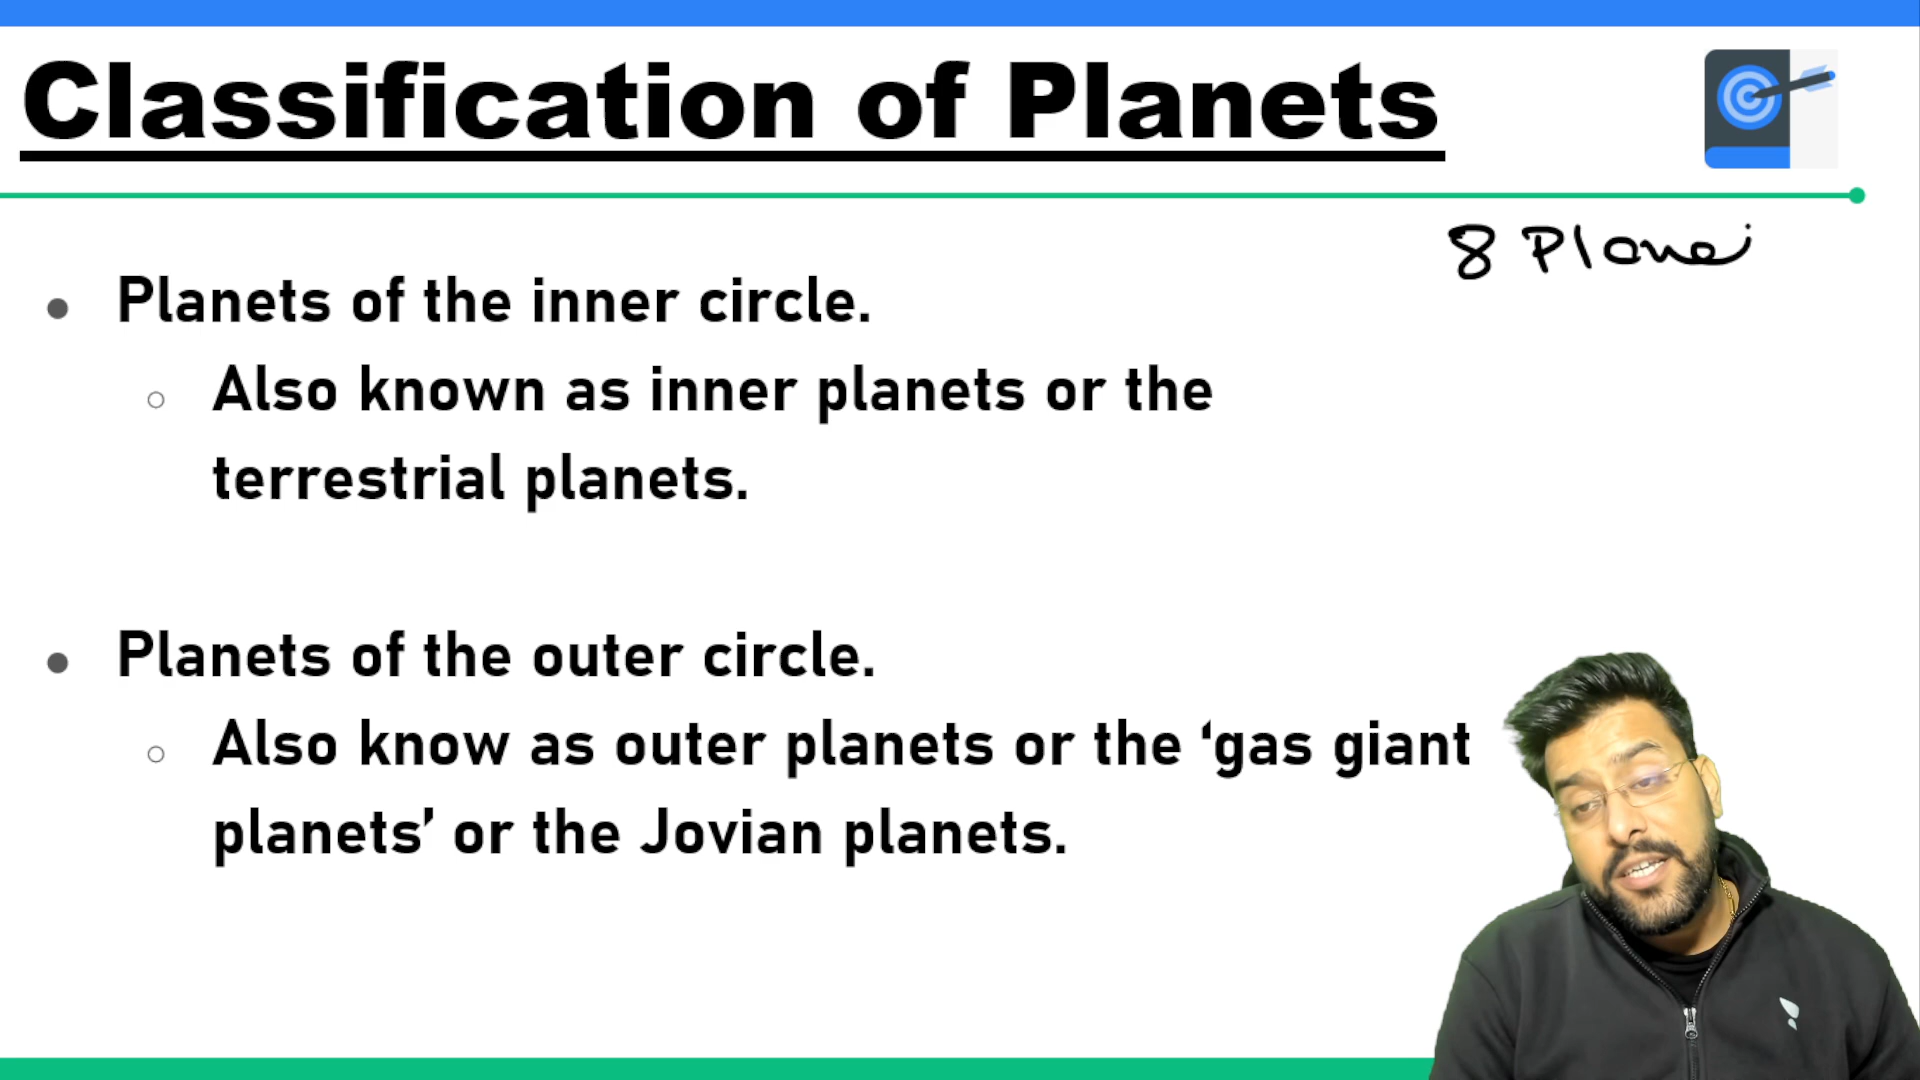 Classification of Planets
8 Planei
Planets of the inner circle.
Also known as inner planets or the
terrestrial planets.
Planets of the outer circle.
Also know as outer planets or the ‘gas giant
planets’ or the Jovian planets.